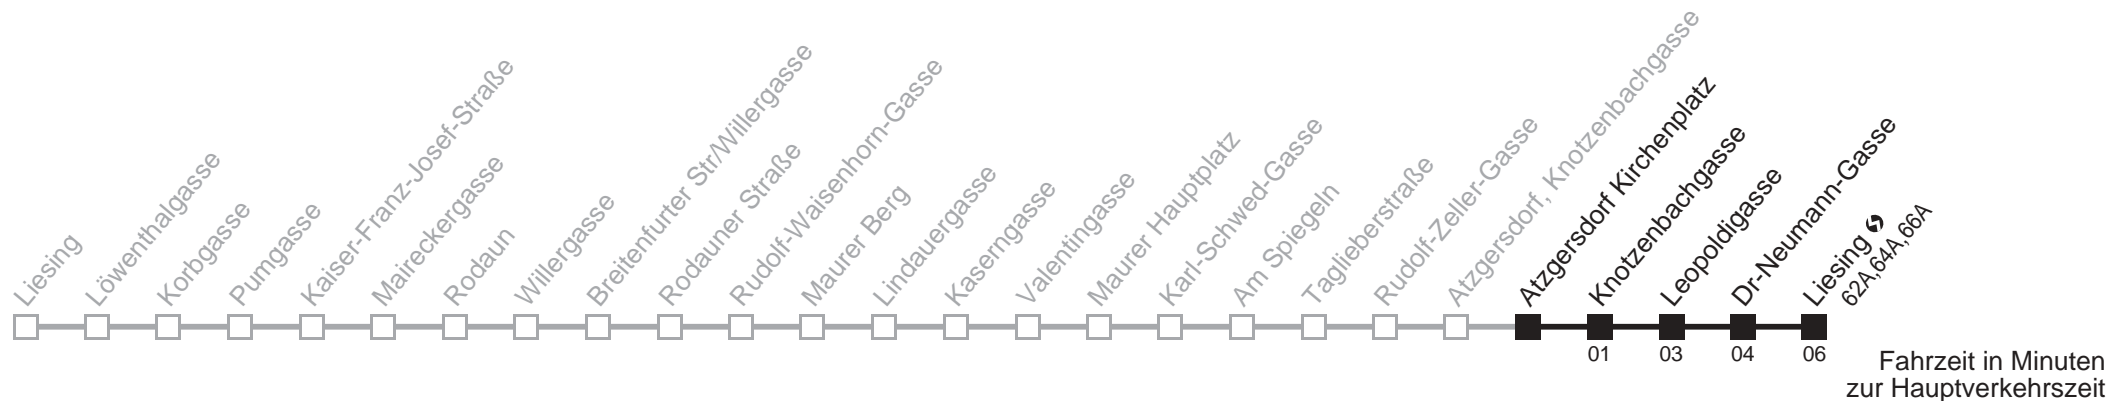 Liesing
Löwenthalgasse
Korbgasse
Pumgasse
Kaiser-Franz-Josef-Straße
Maireckergasse
Rodaun
Willergasse
Breitenfurter Str/Willergasse
Rodauner Straße
Rudolf-Waisenhorn-Gasse
Maurer Berg
Lindauergasse
Kaserngasse
Valentingasse
Maurer Hauptplatz
Karl-Schwed-Gasse
Am Spiegeln
Taglieberstraße
Rudolf-Zeller-Gasse
Atzgersdorf, Knotzenbachgasse
Atzgersdorf Kirchenplatz
Knotzenbachgasse
Leopoldigasse
Dr-Neumann-Gasse
Liesing
62A,64A,66A
01
03
04
06
Fahrzeit in Minuten
zur Hauptverkehrszeit